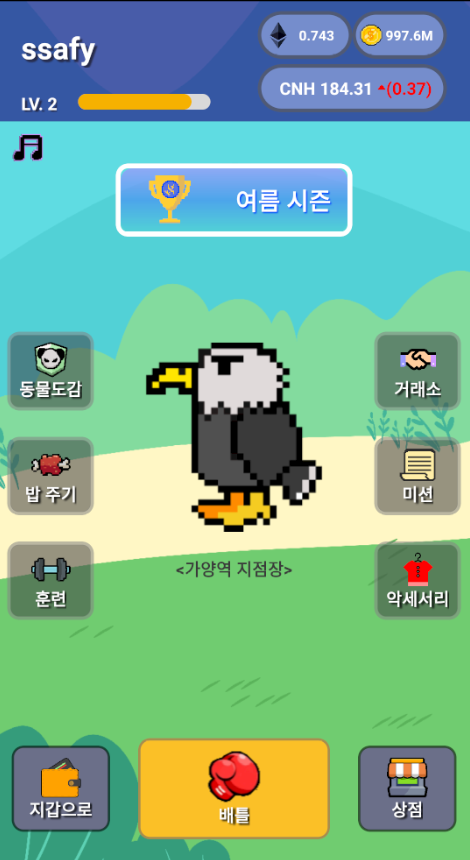 ssafy
0.743
997.6M
LV. 2
CNH 184.31 (0.37)
여름 시즌
동물도감
거래소
밥 주기
미션
훈련
악세서리
<가양역 지점장>
지갑으로
배틀
상점